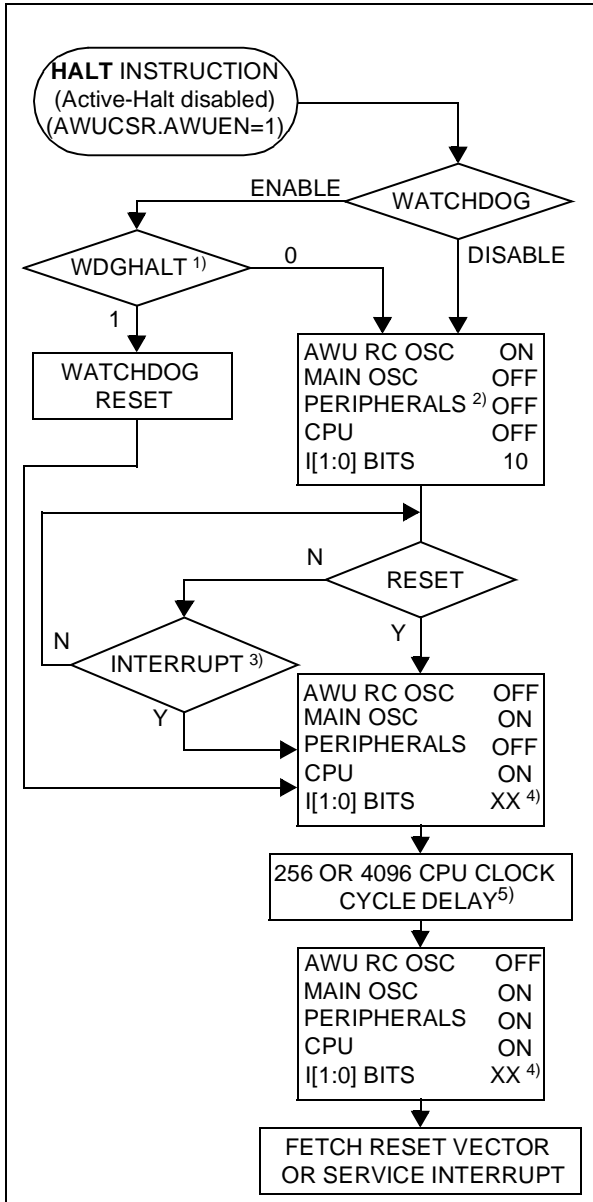 HALT INSTRUCTION
(Active-Halt disabled)
(AWUCSR.AWUEN=1)
ENABLE
WATCHDOG
WDGHALT 1)
0
DISABLE
1
WATCHDOG
RESET
AWU RC OSC ON
MAIN OSC OFF
PERIPHERALS 2) OFF
CPU OFF
I[1:0] BITS 10
N
RESET
N
Y
INTERRUPT 3)
Y
AWU RC OSC OFF
MAIN OSC ON
PERIPHERALS OFF
CPU ON
I[1:0] BITS XX 4)
256 OR 4096 CPU CLOCK
CYCLE DELAY5)
AWU RC OSC OFF
MAIN OSC ON
PERIPHERALS ON
CPU ON
I[1:0] BITS XX 4)
FETCH RESET VECTOR
OR SERVICE INTERRUPT